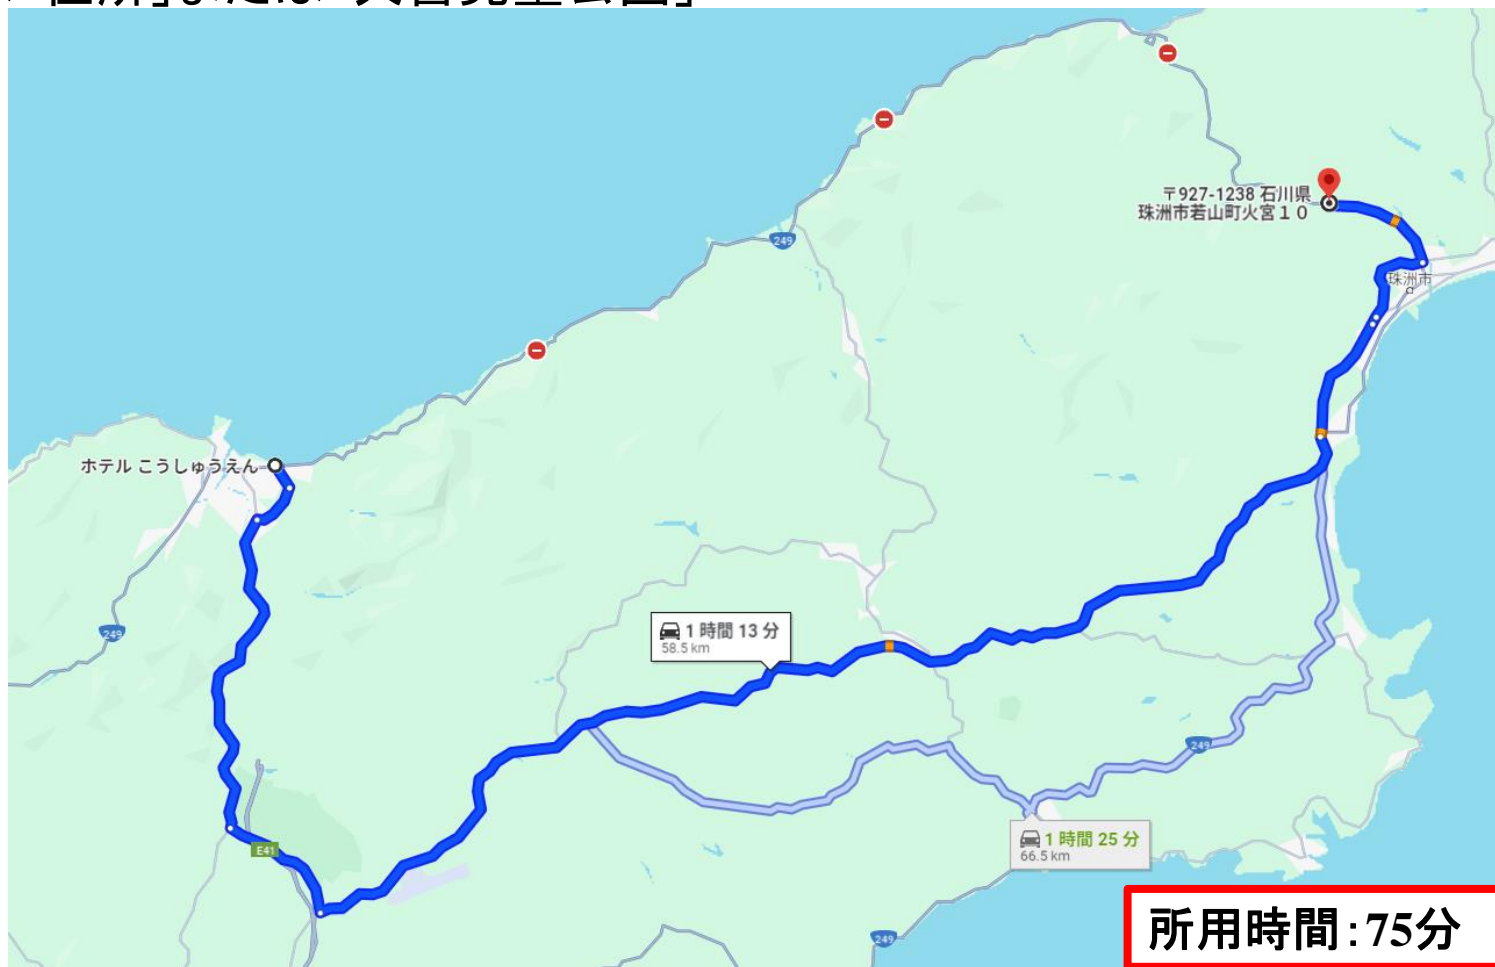 249
〒927-1238 石川県
珠洲市若山町火宮１０
珠洲市
ホテル こうしゅうえん
249
1 時間 13 分
58.5 km
249
1 時間 25 分
66.5 km
E41
249
所用時間：75分